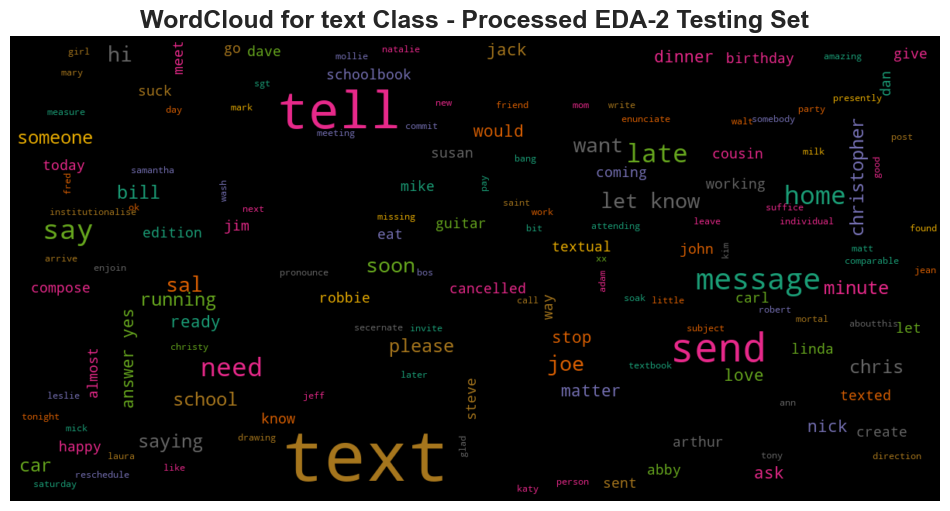 WordCloud for text Class - Processed EDA-2 Testing Set
girl
hi
meet
go
dave
mollie
natalie
jack
dinner
birthday
amazing
give
mary
suck
sgt
schoolbook
dan
measure
day
mark
tell
new
friend
mom
write
party
presently
someone
meeting
commit
would
enunciate
walt
somebody
post
today
samantha
susan
bang
want
late
cousin
milk
christopher
good
fred
bill
wash
mike
pay
coming
working
home
institutionalise
ok
next
saint
let know
suffice
say
edition
jim
missing
guitar
work
bit
attending
leave
individual
found
eat
textual
john
kim
matt
arrive
enjoin
pronounce
soon
bos
xx
comparable
jean
compose
sal
running
robbie
cancelled
call
way
adam
soak
little
message
carl
minute
robert
ready
secernate
invite
subject
mortal
aboutthis
let
answer yes
christy
please
stop
send
linda
almost
need
later
joe
textbook
love
chris
leslie
school
jeff
steve
matter
ann
texted
tonight
mick
know
nick
create
happy
saying
drawing
glad
arthur
car
laura
like
text
abby
tony
direction
saturday
reschedule
katy
person
sent
ask